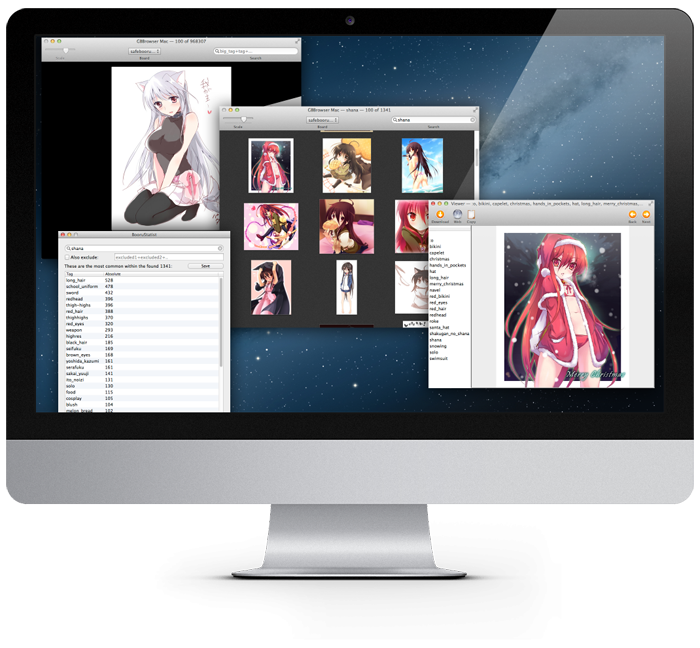 CBBrowser Mac — 100 of 968307
safebooru
big_tag+tag+...
Scale
Board
Search
CBBrowser Mac — shana — 100 of 1341
safebooru
shana
Scale
Board
Search
BooruStatist
shana
Also exclude:
excluded1+excluded2+...
These are the most common within the found 1341:
Save
Tag Absolute
long_hair 528
school_uniform 478
sword 432
redhead 396
thigh-highs 396
red_hair 388
thighhighs 370
red_eyes 320
weapon 293
highres 216
black_hair 185
seifuku 169
brown_eyes 168
yoshida_kazumi 161
serafuku 161
sakai_yuuji 141
ito_noizi 131
solo 130
food 115
cosplay 105
blush 104
melon_bread 102
Viewer — :o, bikini, capelet, christmas, hands_in_pockets, hat, long_hair, merry_christmas,...
Download
Web
Copy
Back
Next
:o
bikini
capelet
christmas
hands_in_pockets
hat
long_hair
merry_christmas
navel
red_bikini
red_eyes
red_hair
redhead
roka
santa_hat
shakugan_no_shana
shana
snowing
solo
swimsuit
Merry Christmas